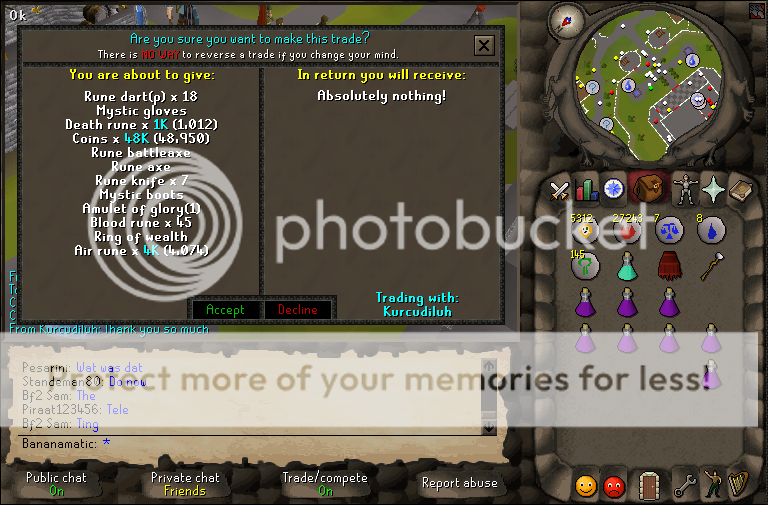 Ok
Are you sure you want to make this trade?
There is NO WAY to reverse a trade if you change your mind.
You are about to give:
Rune dart(p) x 18
Mystic gloves
Death rune x 1K (1,012)
Coins x 48K (48,950)
Rune battleaxe
Rune axe
Rune knife x 7
Mystic boots
Amulet of glory(1)
Blood rune x 45
Ring of wealth
Air rune x 4K (4,074)
In return you will receive:
Absolutely nothing!
Accept
Decline
Trading with:
Kurcudiluh
From Kurcudiluh: thank you so much
Pesarini: Wat was dat
Standeman80: Do now
Bf2 Sam: The
Piraat123456: Tele
Bf2 Sam: Ting
Bananamatic: *
Public chat
On
Private chat
Friends
Trade/compete
On
Report abuse
5312
27243
7
8
145
photobucket
Protect more of your memories for less!